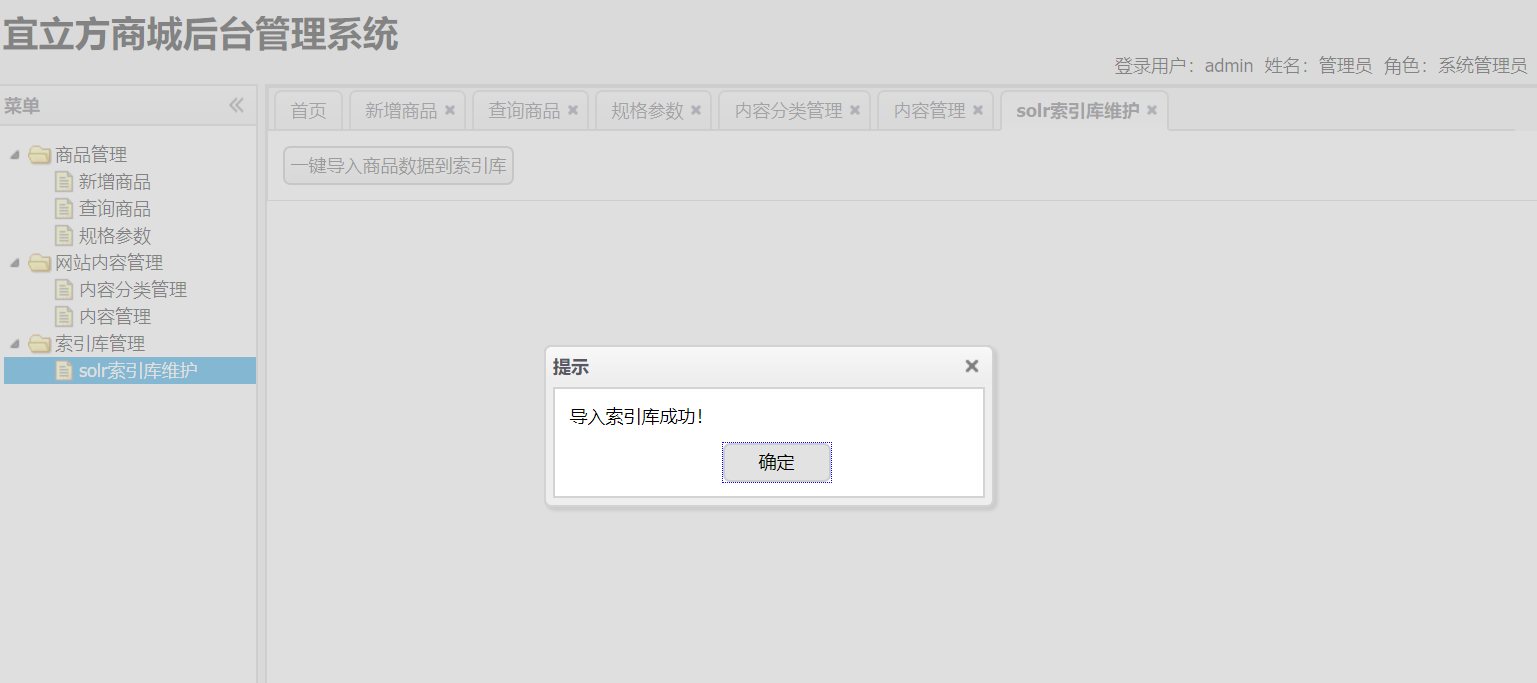 宜立方商城后台管理系统
登录用户：admin 姓名：管理员 角色：系统管理员
菜单
首页 新增商品 查询商品 规格参数 内容分类管理 内容管理 solr索引库维护
一键导入商品数据到索引库
商品管理
新增商品
查询商品
规格参数
网站内容管理
内容分类管理
内容管理
索引库管理
solr索引库维护
提示
导入索引库成功！
确定